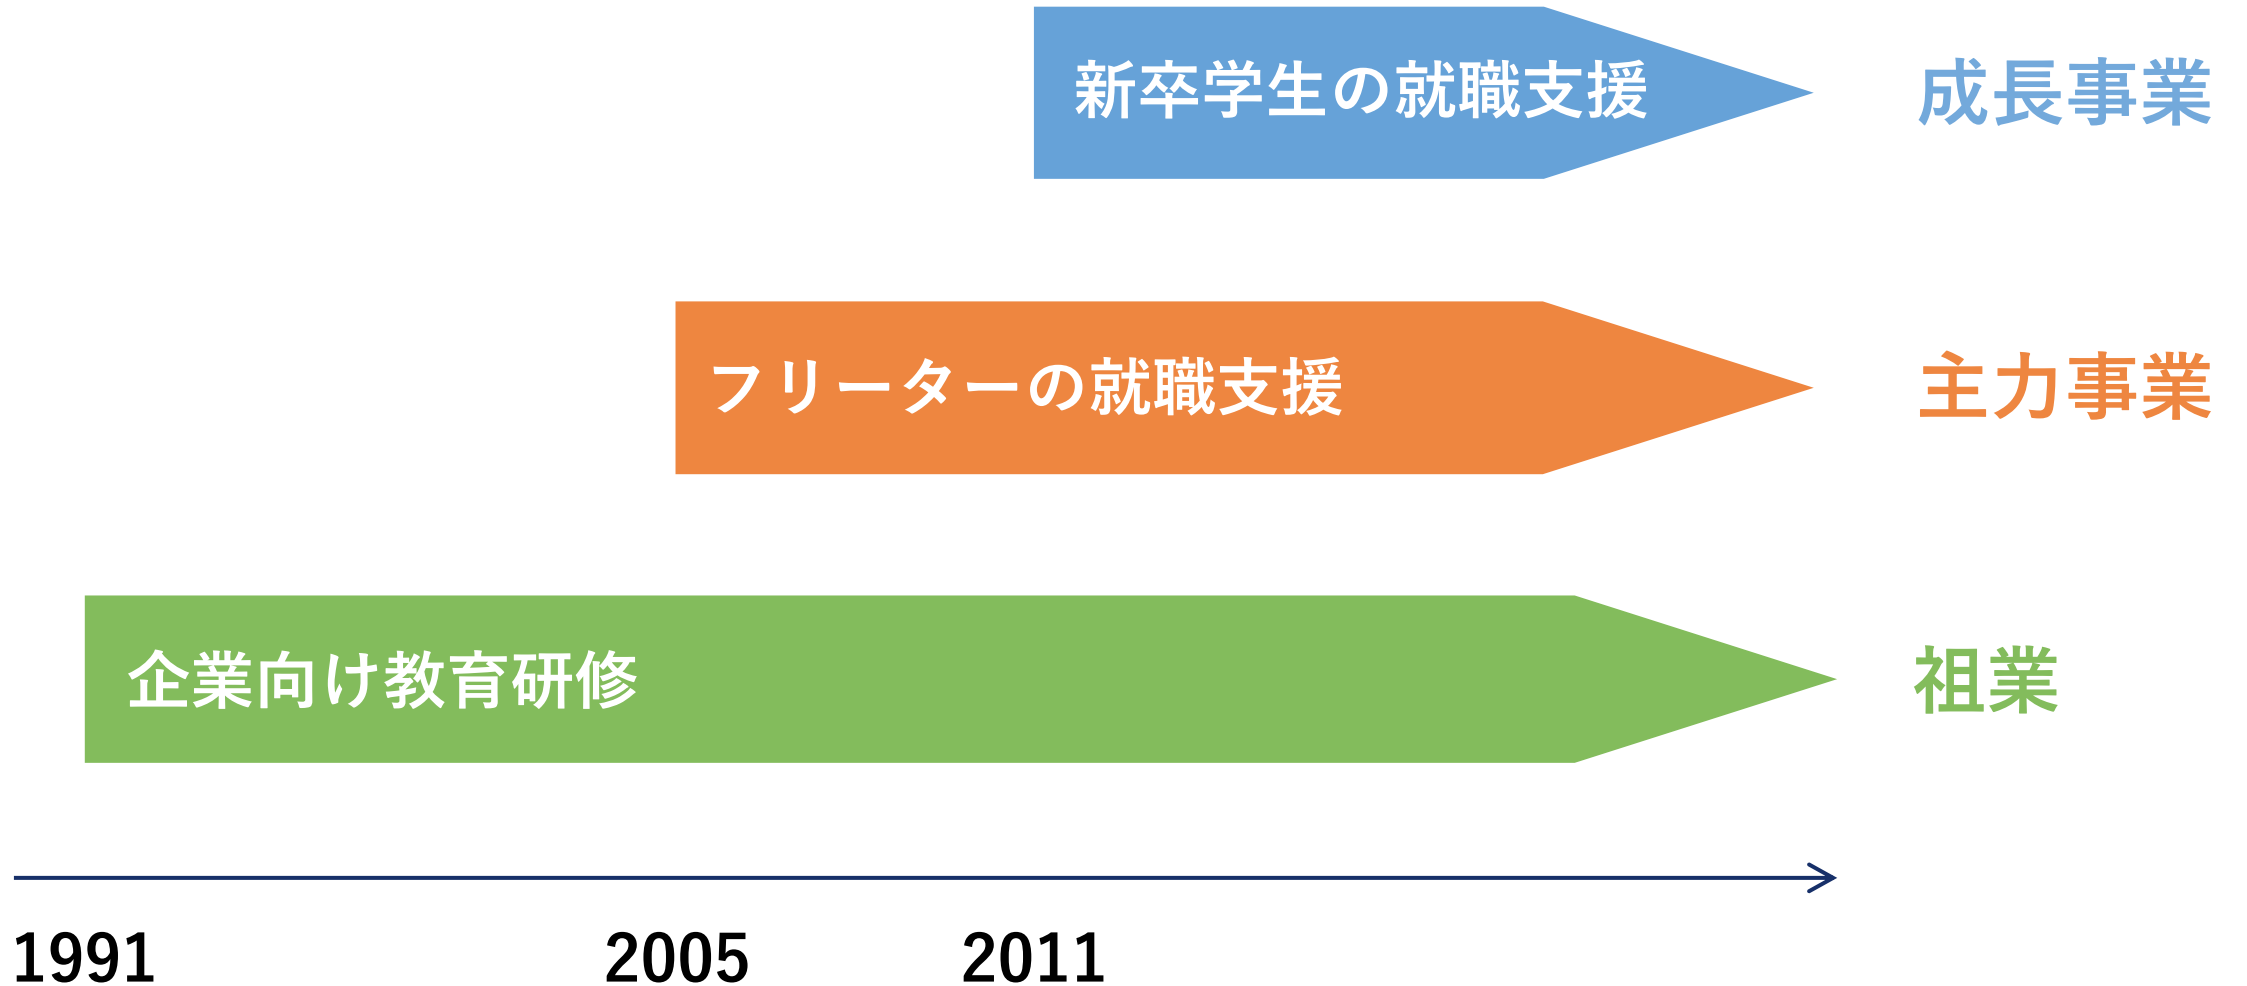 新卒学生の就職支援
成長事業
フリーターの就職支援
主力事業
企業向け教育研修
祖業
1991
2005
2011